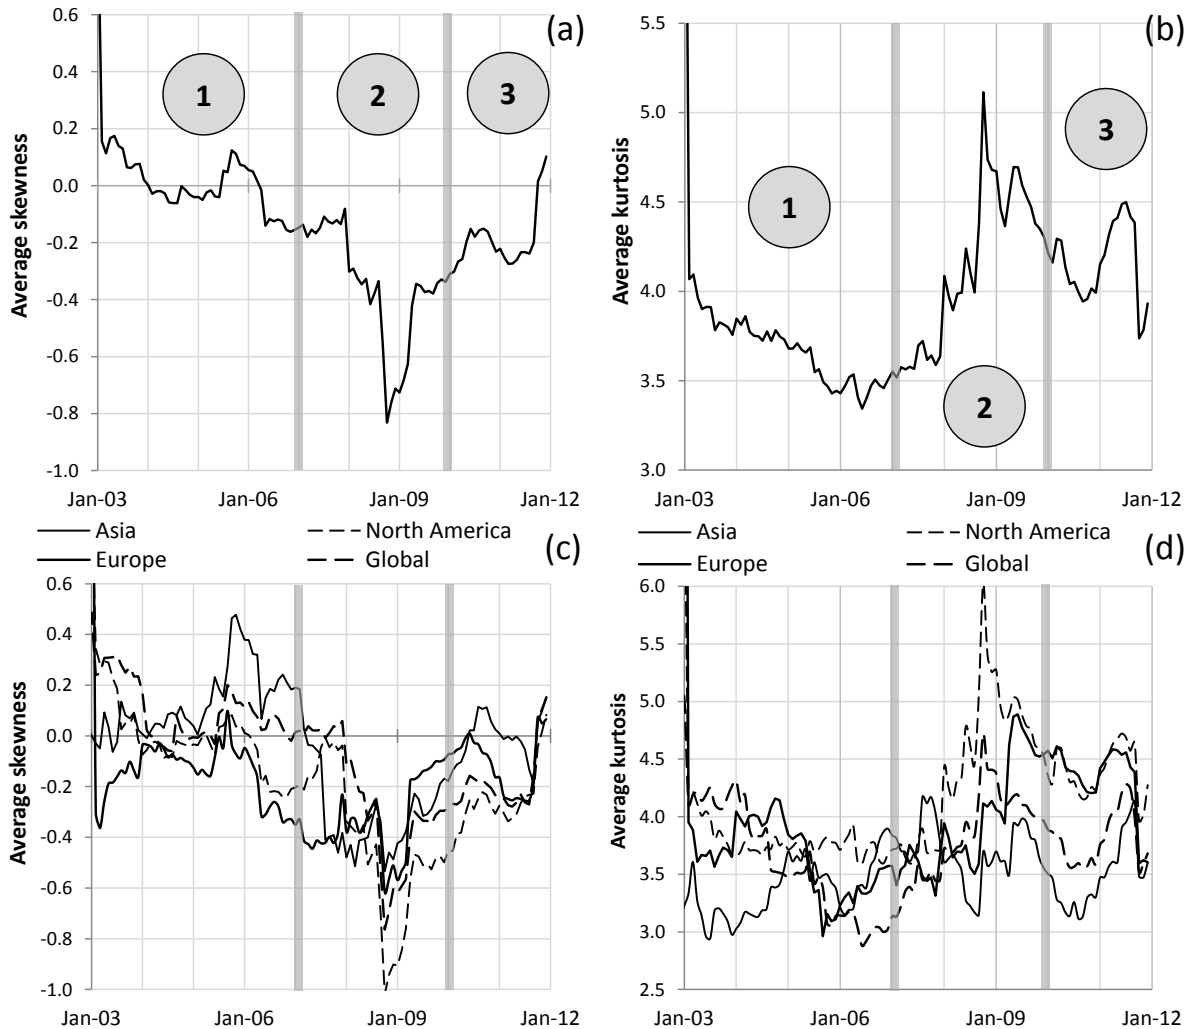 (a)
0.6
0.4
0.2
0.0
-0.2
-0.4
-0.6
-0.8
-1.0
Average skewness
1
2
3
Jan-03 Jan-06 Jan-09 Jan-12
(b)
5.5
5.0
4.5
4.0
3.5
3.0
Average kurtosis
1
2
3
Jan-03 Jan-06 Jan-09 Jan-12
Asia North America
Europe Global
(c)
0.6
0.4
0.2
0.0
-0.2
-0.4
-0.6
-0.8
-1.0
Average skewness
Jan-03 Jan-06 Jan-09 Jan-12
Asia North America
Europe Global
(d)
6.0
5.5
5.0
4.5
4.0
3.5
3.0
2.5
Average kurtosis
Jan-03 Jan-06 Jan-09 Jan-12